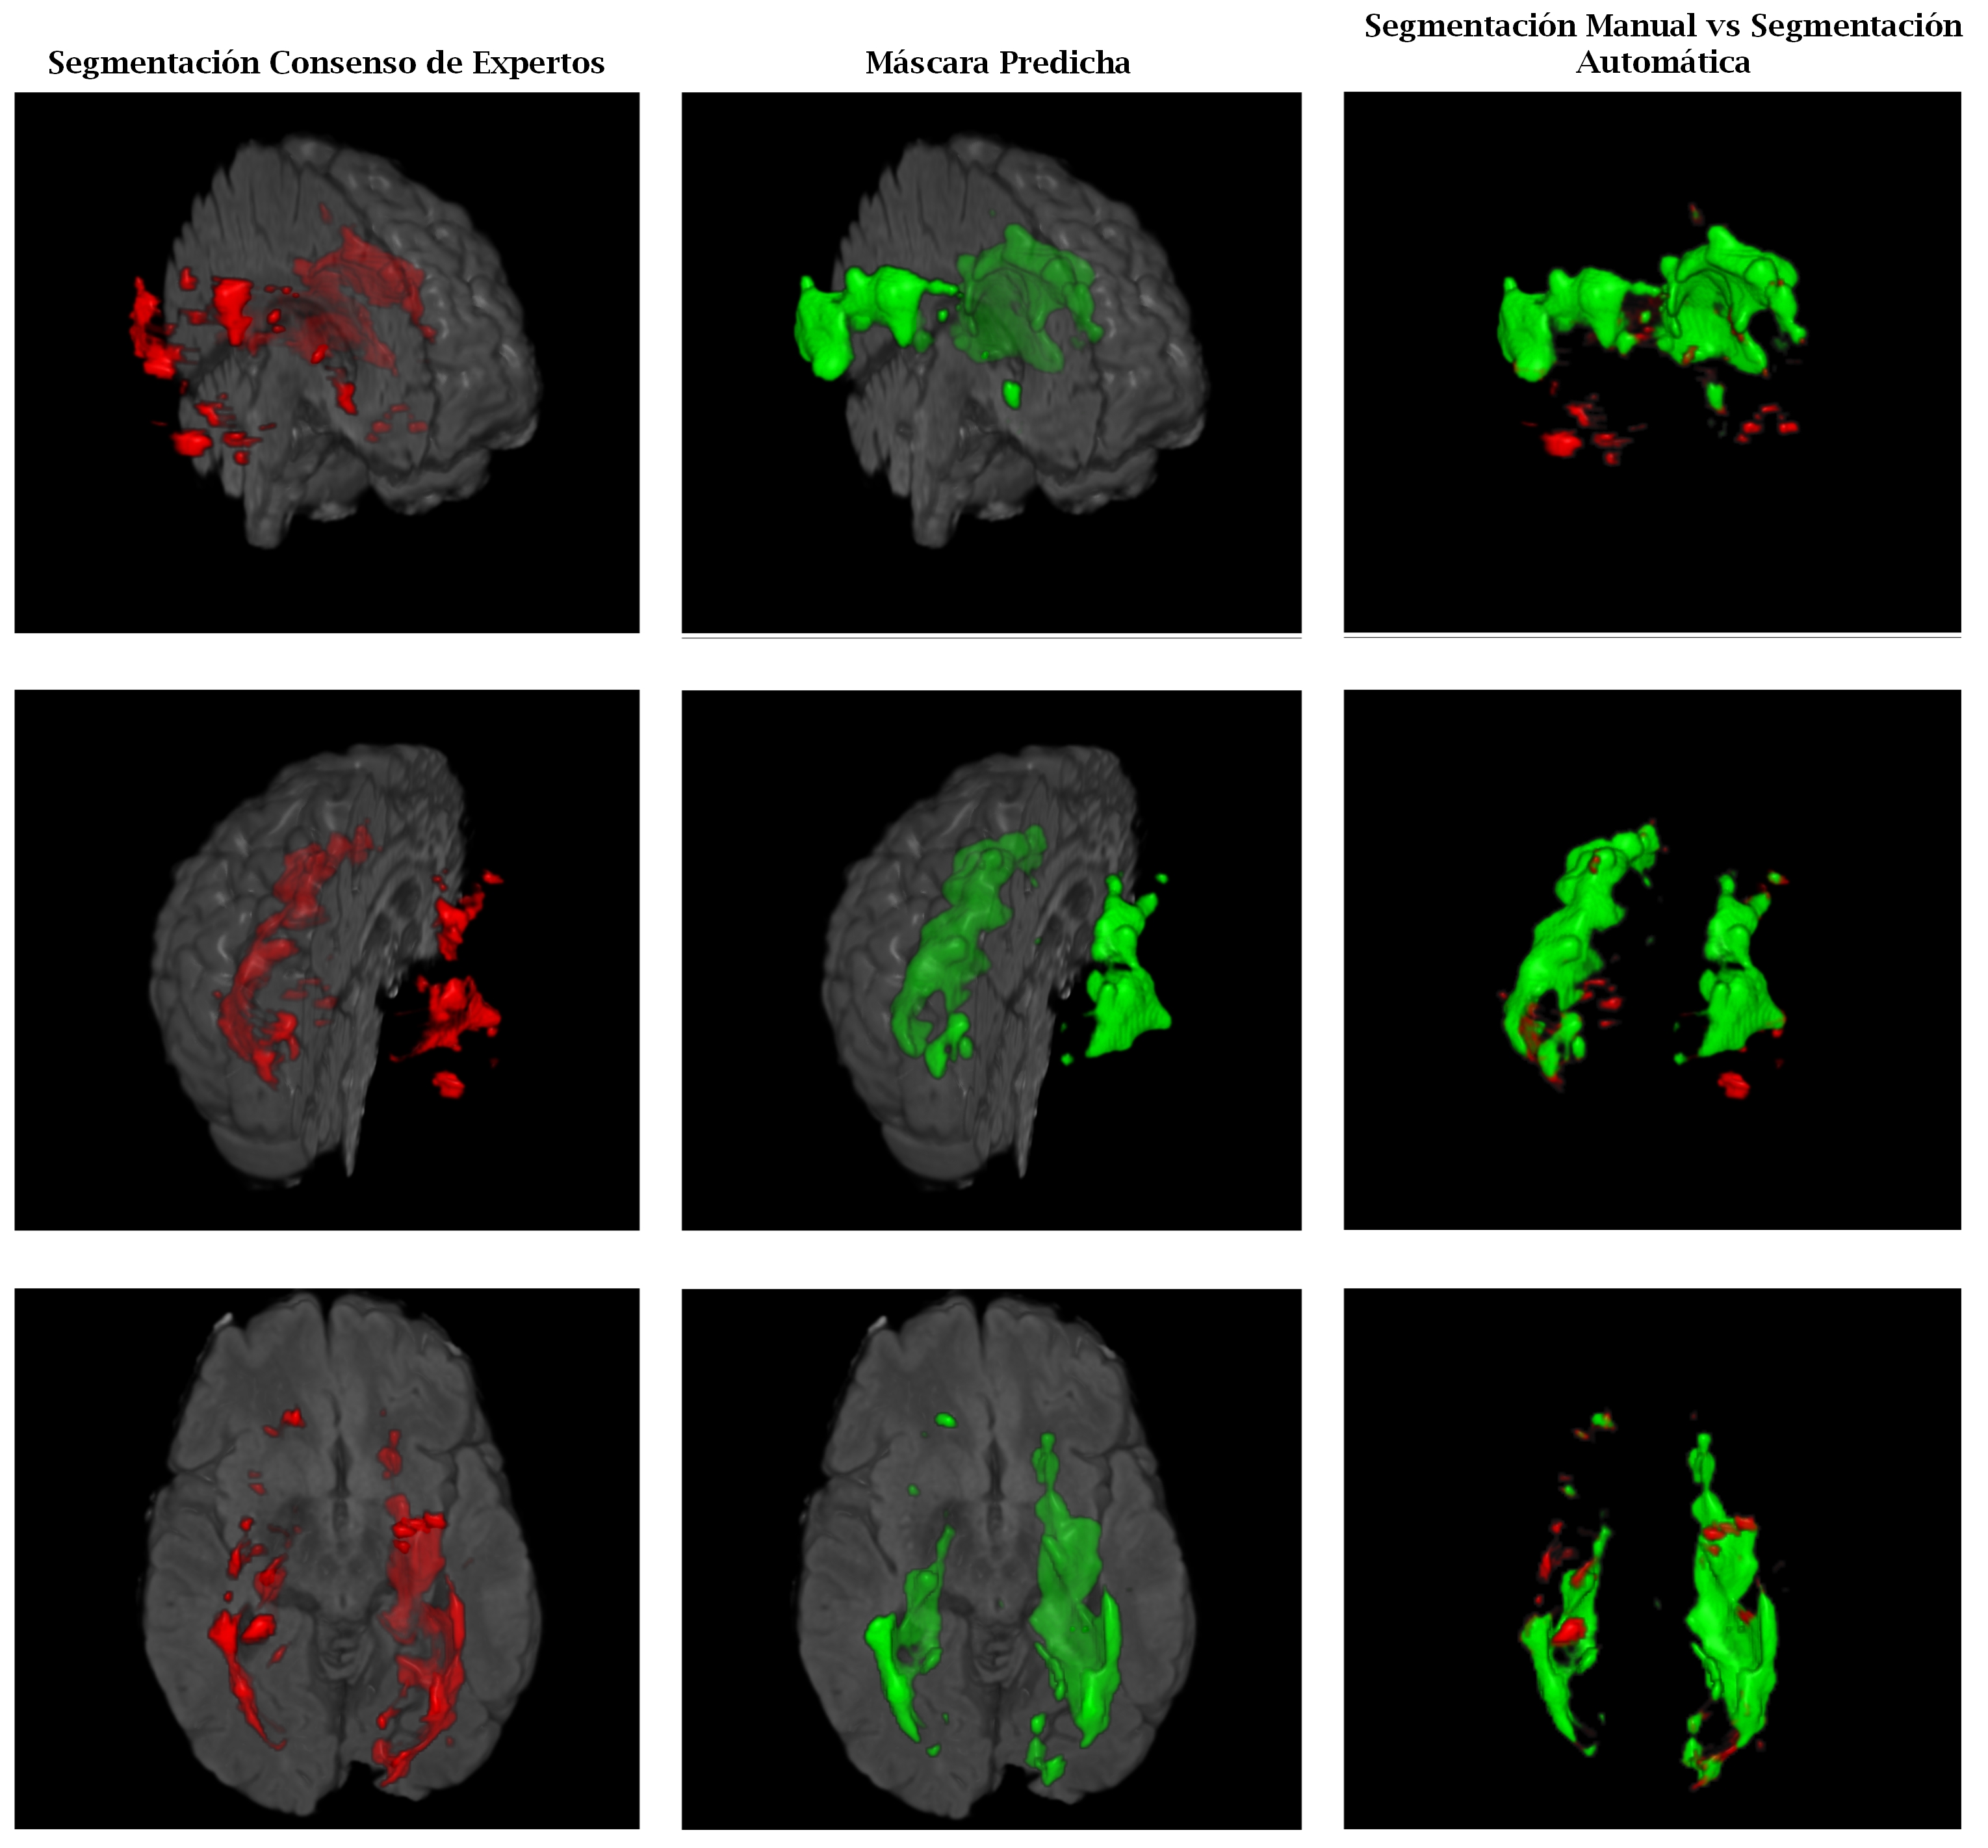 Segmentación Consenso de Expertos
Máscara Predicha
Segmentación Manual vs Segmentación
Automática